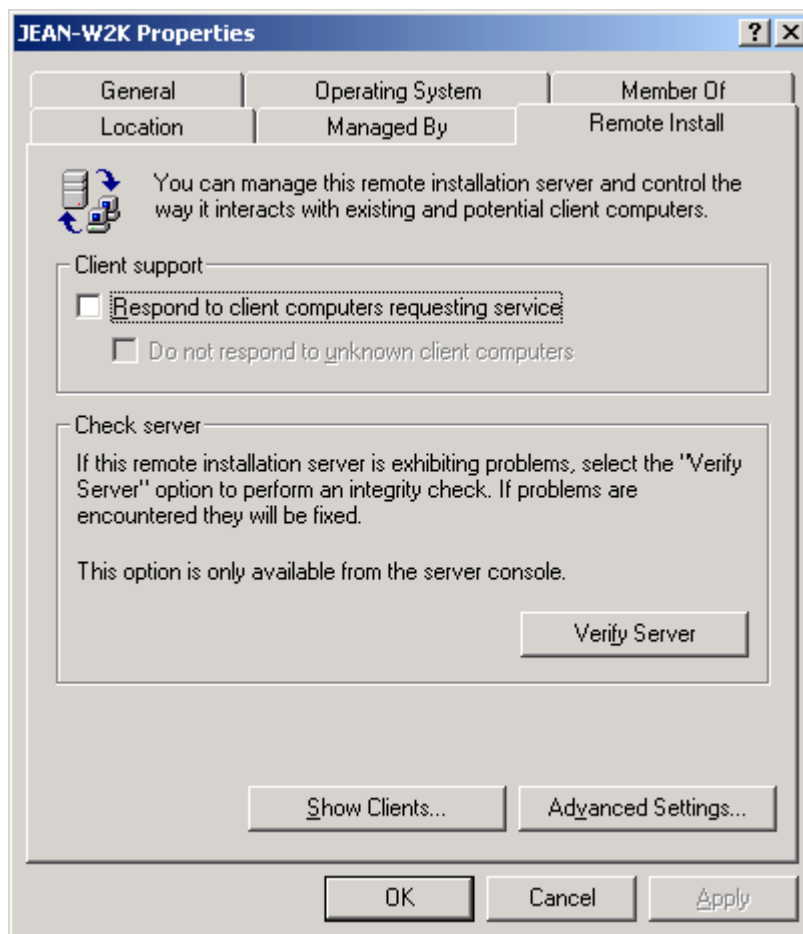 JEAN-W2K Properties
General
Operating System
Member Of
Location
Managed By
Remote Install
You can manage this remote installation server and control the
way it interacts with existing and potential client computers.
Client support
Respond to client computers requesting service
Do not respond to unknown client computers
Check server
If this remote installation server is exhibiting problems, select the "Verify
Server" option to perform an integrity check. If problems are
encountered they will be fixed.
This option is only available from the server console.
Verify Server
Show Clients...
Advanced Settings...
OK
Cancel
Apply